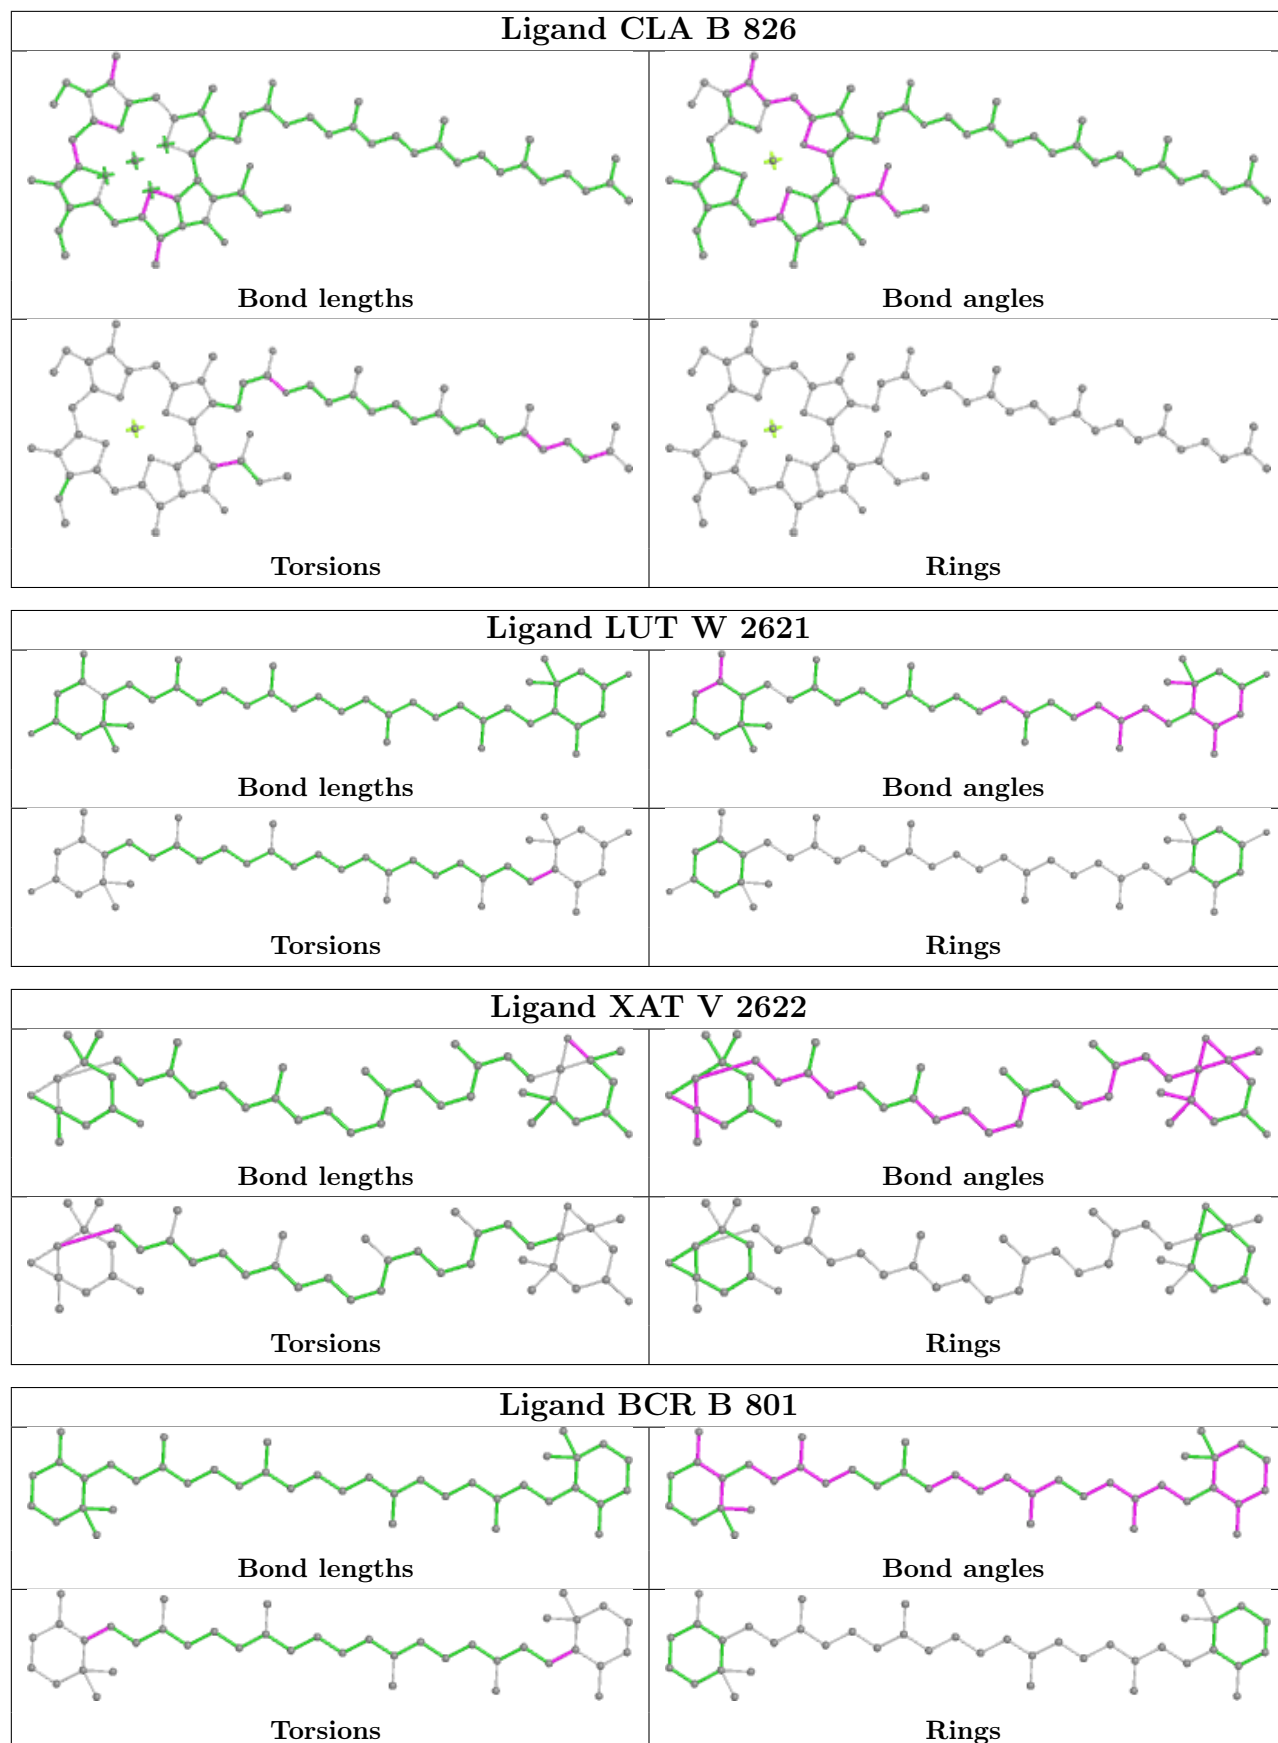 Ligand CLA B 826
Bond lengths
Bond angles
Torsions
Rings
Ligand LUT W 2621
Bond lengths
Bond angles
Torsions
Rings
Ligand XAT V 2622
Bond lengths
Bond angles
Torsions
Rings
Ligand BCR B 801
Bond lengths
Bond angles
Torsions
Rings